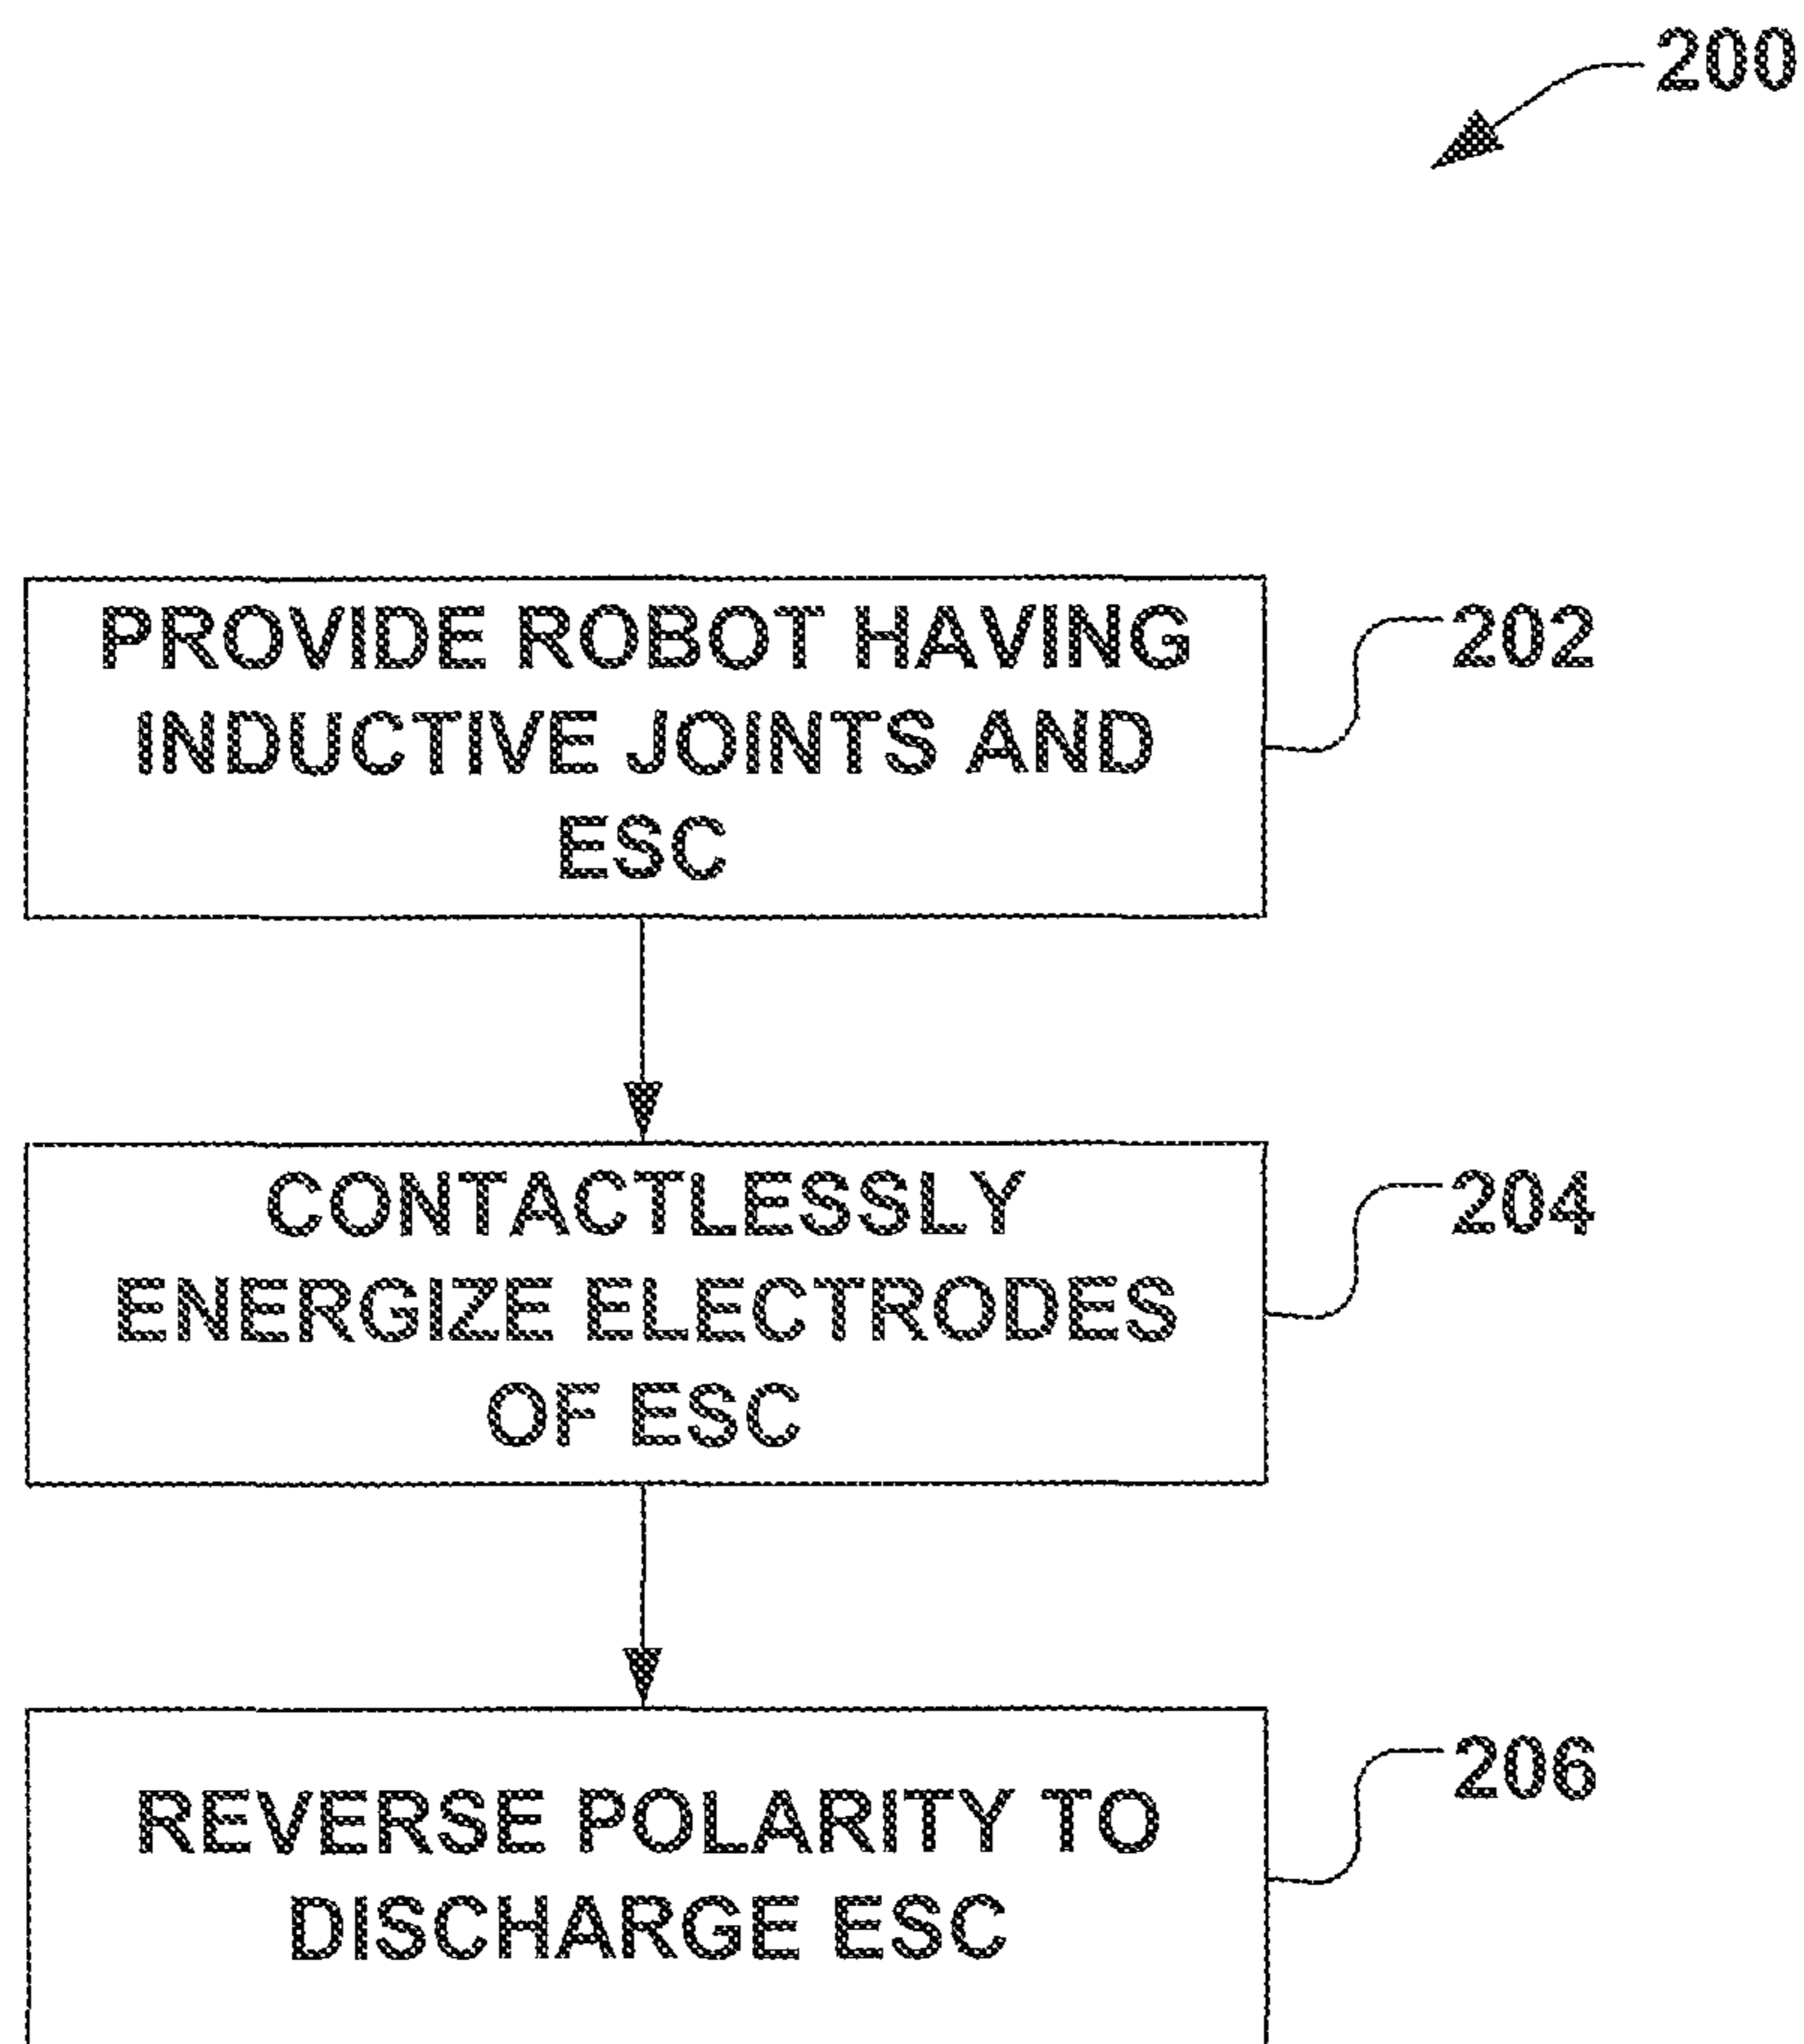 200
PROVIDE ROBOT HAVING
INDUCTIVE JOINTS AND
ESC
202
CONTACTLESSLY
ENERGIZE ELECTRODES
OF ESC
204
REVERSE POLARITY TO
DISCHARGE ESC
206